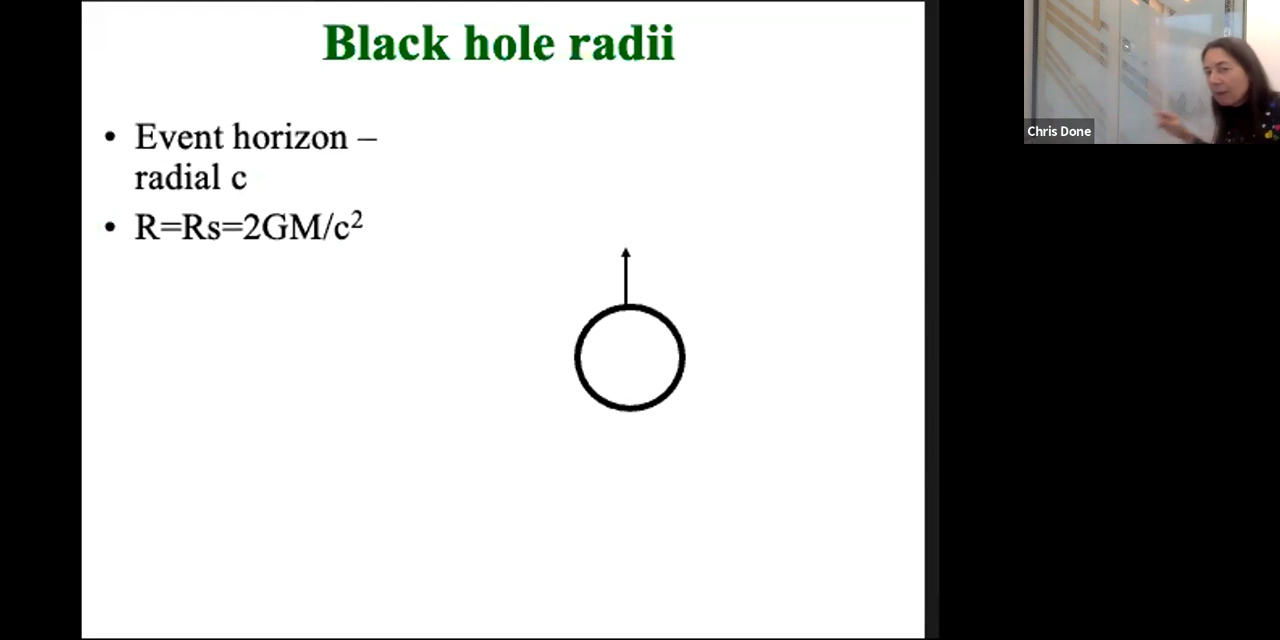 Black hole radii
• Event horizon –
radial c
• R=Rs=2GM/c²
Chris Done